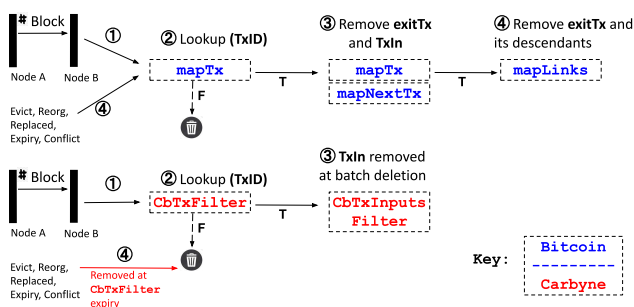 # Block
①
Node A
Node B
② Lookup (TxID)
mapTx
T
F
③ Remove exitTx
and TxIn
mapTx
mapNextTx
T
④ Remove exitTx and
its descendants
mapLinks
④
Evict, Reorg,
Replaced,
Expiry, Conflict
# Block
①
Node A
Node B
② Lookup (TxID)
CbTxFilter
T
F
③ TxIn removed
at batch deletion
CbTxInputs
Filter
④
Evict, Reorg,
Replaced,
Expiry, Conflict
Removed at
CbTxFilter
expiry
Key:
Bitcoin
Carbyne